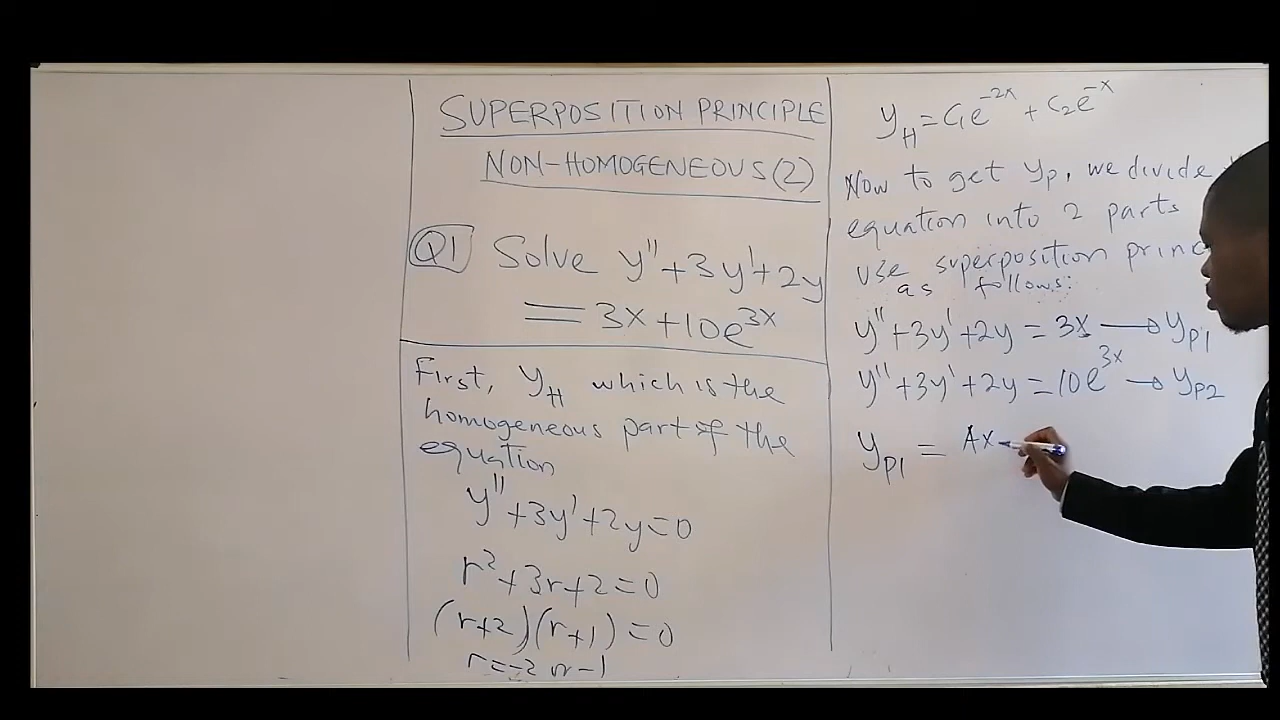 SUPERPOSITION PRINCIPLE
NON-HOMOGENEOUS(2)
Q1 Solve y"+3y'+2y
= 3x+10e^3x
First, y_H which is the
homogeneous part of the
equation
y"+3y'+2y=0
r²+3r+2=0
(r+2)(r+1)=0
r=-2 or -1
y_H=C1e^-2x + C2e^-x
Now to get yp, we divide
equation into 2 parts
use superposition
as follows:
y"+3y'+2y=3x → yp1
y"+3y'+2y=10e^3x → yp2
yp1 = Ax